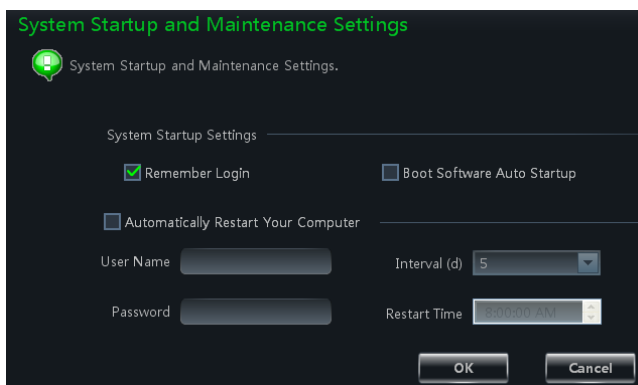 System Startup and Maintenance Settings
System Startup and Maintenance Settings.
System Startup Settings
Remember Login
Boot Software Auto Startup
Automatically Restart Your Computer
User Name
Interval (d) 5
Password
Restart Time 8:00:00 AM
OK Cancel